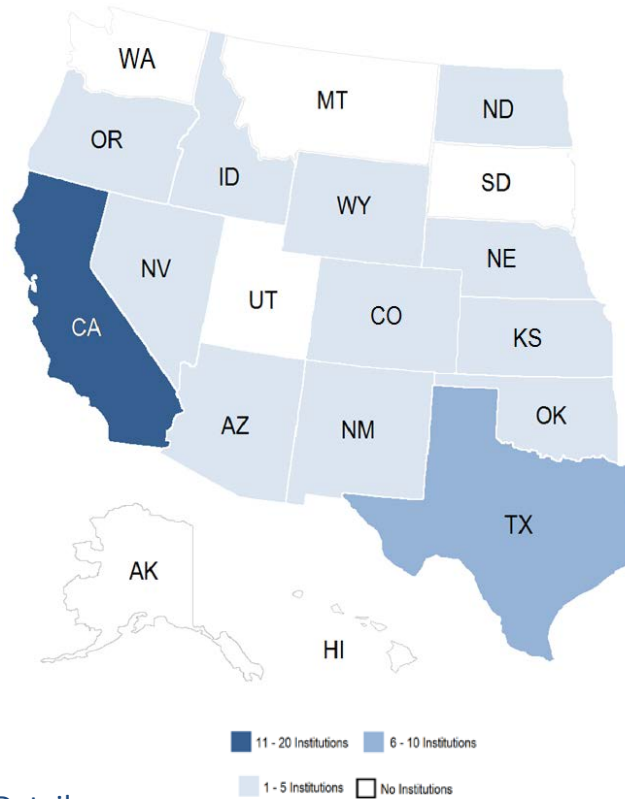 WA
MT
ND
OR
ID
SD
WY
NE
NV
UT
CO
CA
KS
AZ
NM
OK
TX
AK
HI
11 - 20 Institutions 6 - 10 Institutions
1 - 5 Institutions No Institutions